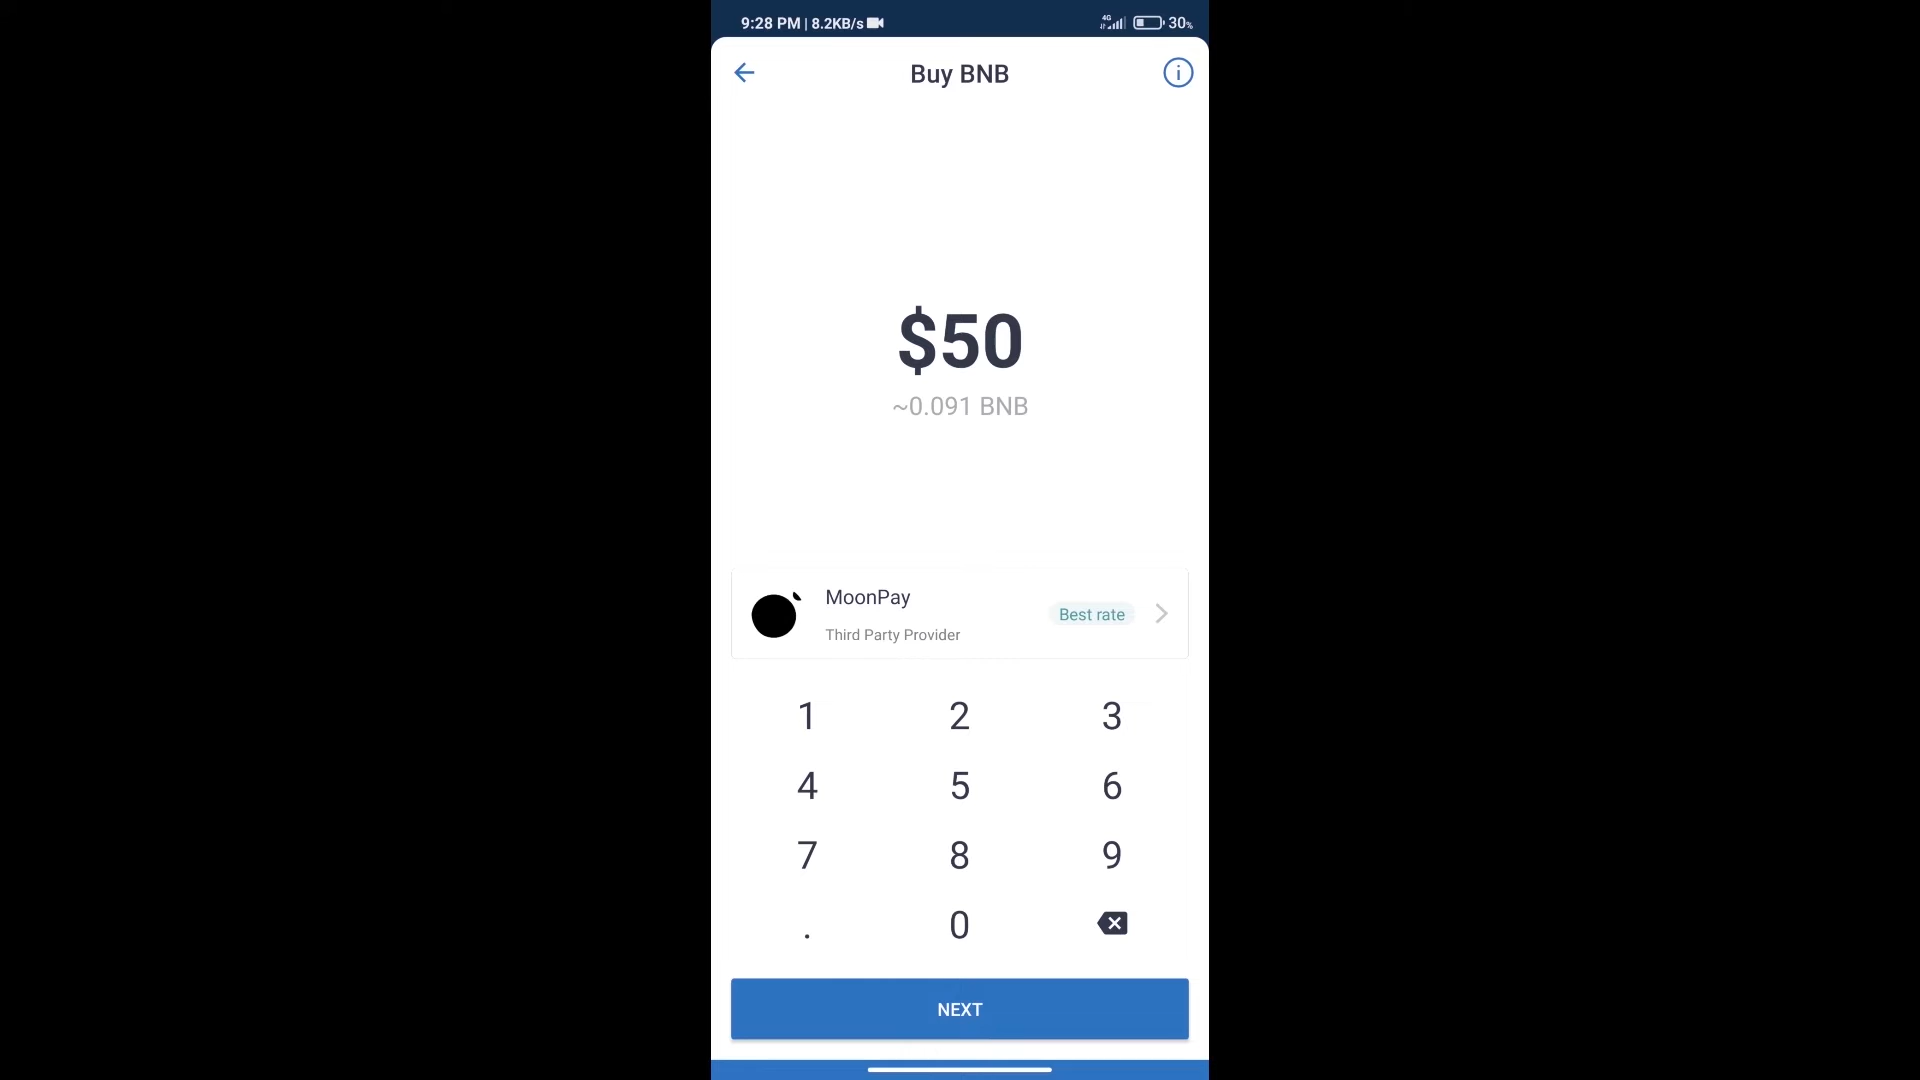 9:28 PM | 8.2KB/s 4G 30%
Buy BNB
$50
~0.091 BNB
MoonPay
Best rate
Third Party Provider
1 2 3
4 5 6
7 8 9
. 0
NEXT